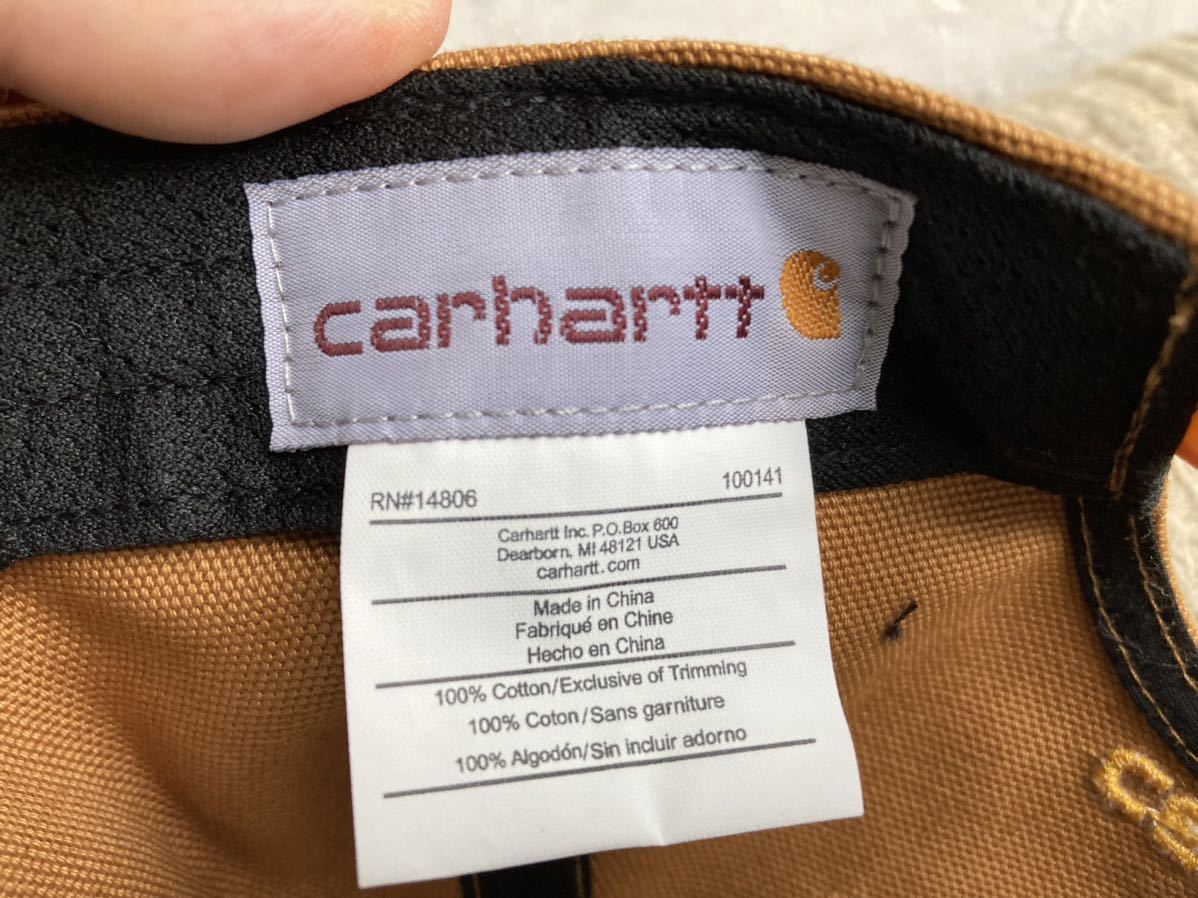 carhartt
RN#14806 100141
Carhartt Inc. P.O.Box 600
Dearborn, MI 48121 USA
carhartt.com
Made in China
Fabriqué en Chine
Hecho en China
100% Cotton/Exclusive of Trimming
100% Coton/Sans garniture
100% Algodón/Sin incluir adorno